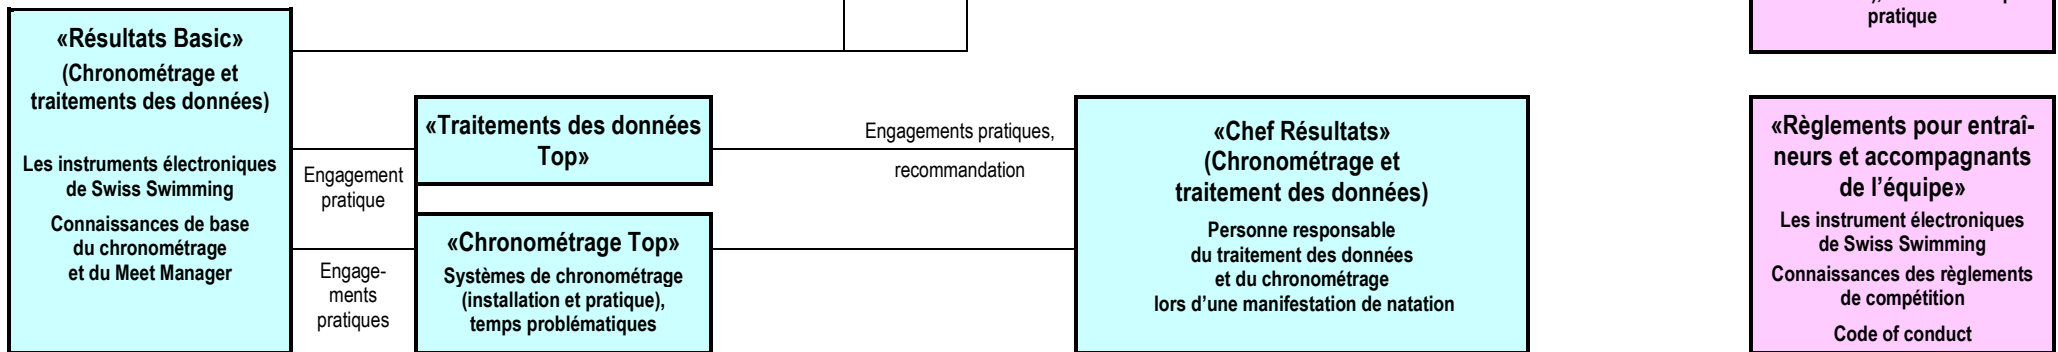 «Résultats Basic»
(Chronométrage et
traitements des données)
Les instruments électroniques
de Swiss Swimming
Connaissances de base
du chronométrage
et du Meet Manager
Engagement
pratique
Engage-
ments
pratiques
«Traitements des données
Top»
«Chronométrage Top»
Systèmes de chronométrage
(installation et pratique),
temps problématiques
Engagements pratiques,
recommandation
«Chef Résultats»
(Chronométrage et
traitement des données)
Personne responsable
du traitement des données
et du chronométrage
lors d’une manifestation de natation
pratique
«Règlements pour entraî-
neurs et accompagnants
de l’équipe»
Les instrument électroniques
de Swiss Swimming
Connaissances des règlements
de compétition
Code of conduct